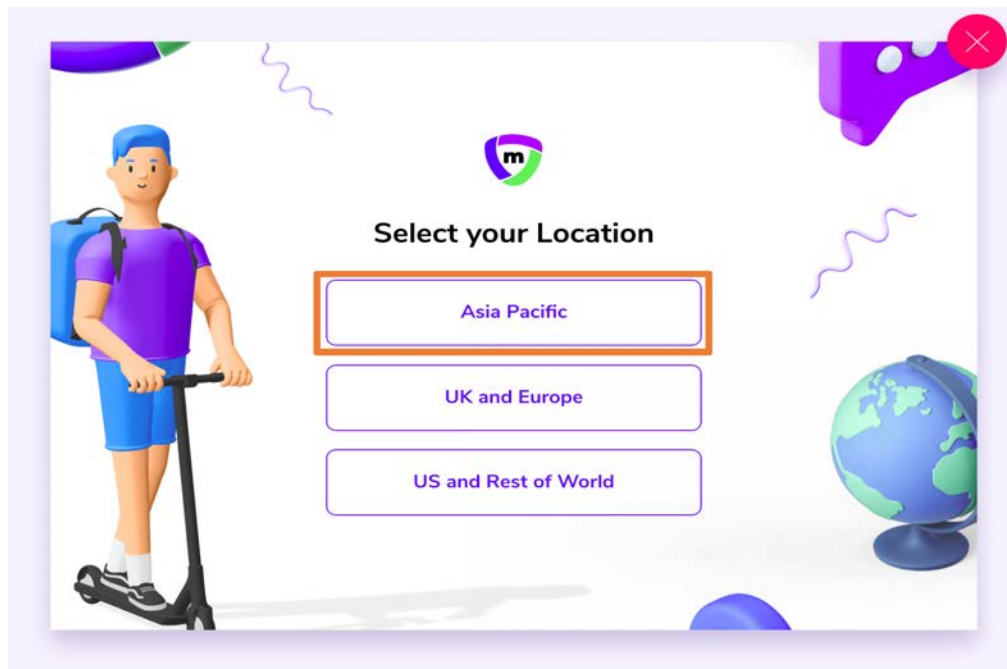 m
Select your Location
Asia Pacific
UK and Europe
US and Rest of World